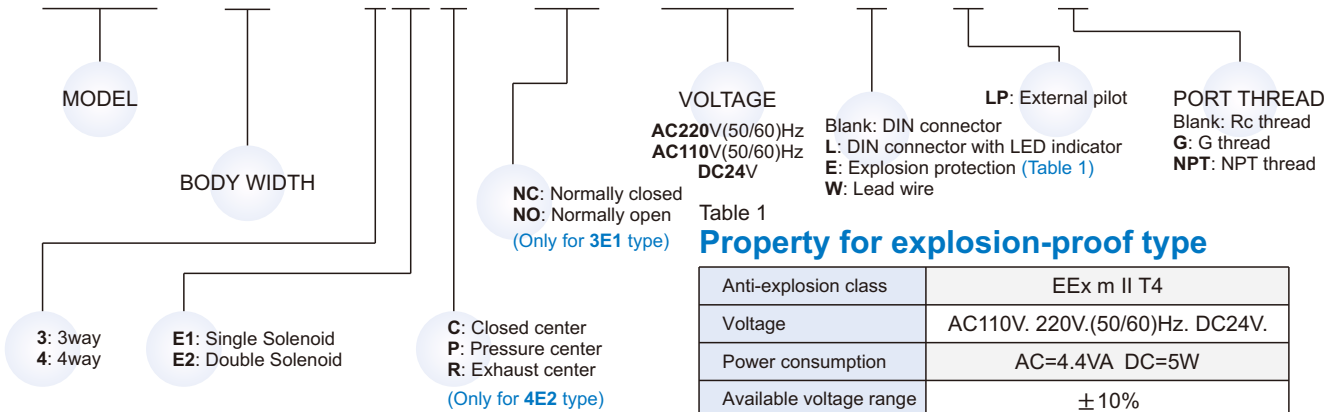 MODEL
BODY WIDTH
3: 3way
4: 4way
E1: Single Solenoid
E2: Double Solenoid
C: Closed center
P: Pressure center
R: Exhaust center
(Only for 4E2 type)
NC: Normally closed
NO: Normally open
(Only for 3E1 type)
VOLTAGE
AC220V(50/60)Hz
AC110V(50/60)Hz
DC24V
Blank: DIN connector
L: DIN connector with LED indicator
E: Explosion protection (Table 1)
W: Lead wire
LP: External pilot
PORT THREAD
Blank: Rc thread
G: G thread
NPT: NPT thread
Table 1
Property for explosion-proof type
Anti-explosion class EEx m II T4
Voltage AC110V. 220V.(50/60)Hz. DC24V.
Power consumption AC=4.4VA DC=5W
Available voltage range ±10%